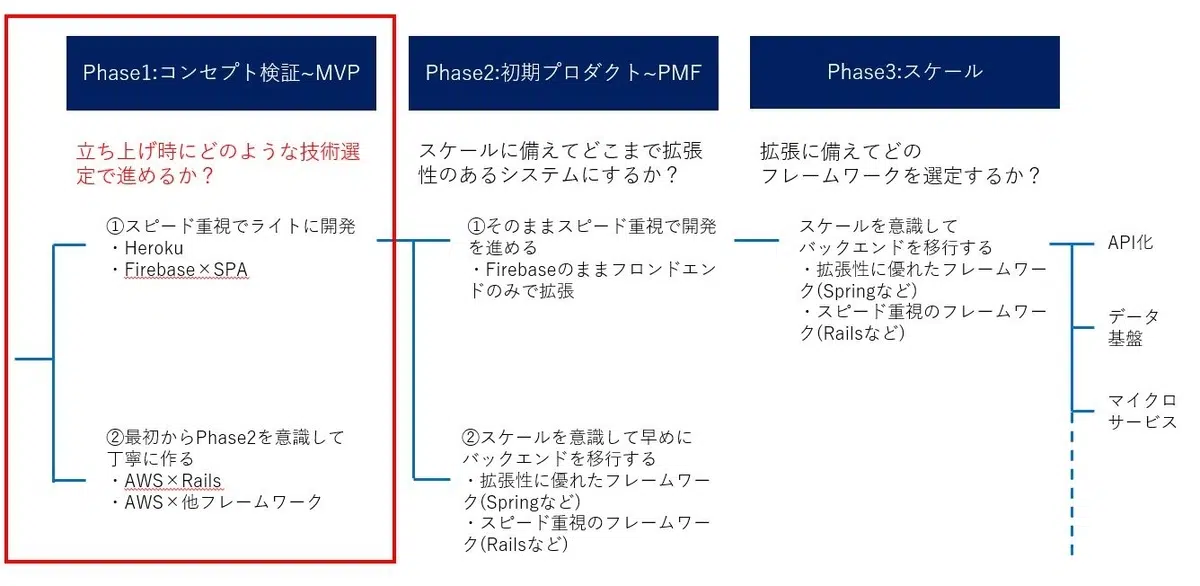 Phase1:コンセプト検証~MVP
立ち上げ時にどのような技術選
定で進めるか？
①スピード重視でライトに開発
・Heroku
・Firebase×SPA
②最初からPhase2を意識して
丁寧に作る
・AWS×Rails
・AWS×他フレームワーク
Phase2:初期プロダクト~PMF
スケールに備えてどこまで拡張
性のあるシステムにするか？
①そのままスピード重視で開発
を進める
・Firebaseのままフロンドエン
ドのみで拡張
②スケールを意識して早めに
バックエンドを移行する
・拡張性に優れたフレームワー
ク(Springなど)
・スピード重視のフレームワー
ク(Railsなど)
Phase3:スケール
拡張に備えてどの
フレームワークを選定するか？
スケールを意識して
バックエンドを移行する
・拡張性に優れたフレームワー
ク(Springなど)
・スピード重視のフレームワー
ク(Railsなど)
API化
データ
基盤
マイクロ
サービス